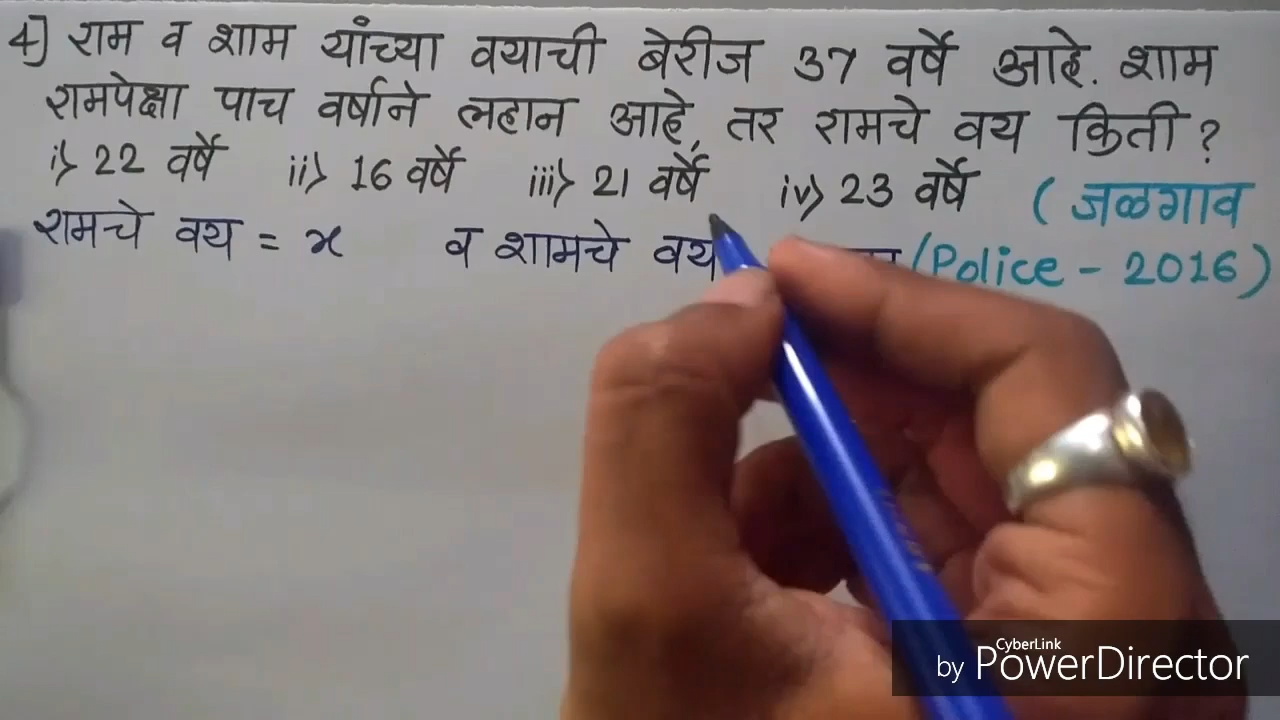 4] राम व शाम यांच्या वयाची बेरीज 37 वर्षे आहे. शाम
रामपेक्षा पाच वर्षाने लहान आहे, तर रामचे वय किती?
i) 22 वर्षे ii) 16 वर्षे iii) 21 वर्षे iv) 23 वर्षे (जळगाव
रामचे वय = x व शामचे वय (Police - 2016)
CyberLink
by PowerDirector